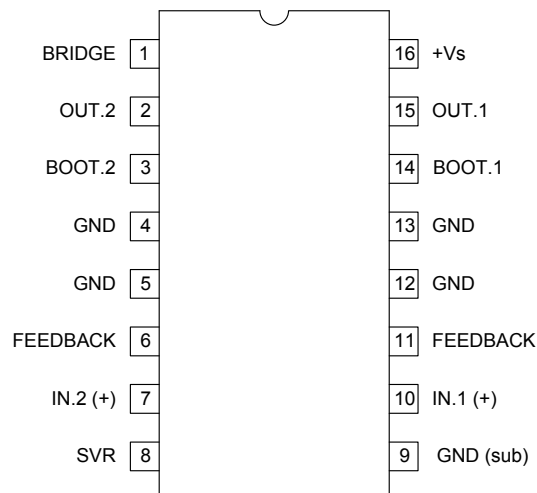 BRIDGE 1 16 +Vs
OUT.2 2 15 OUT.1
BOOT.2 3 14 BOOT.1
GND 4 13 GND
GND 5 12 GND
FEEDBACK 6 11 FEEDBACK
IN.2 (+) 7 10 IN.1 (+)
SVR 8 9 GND (sub)